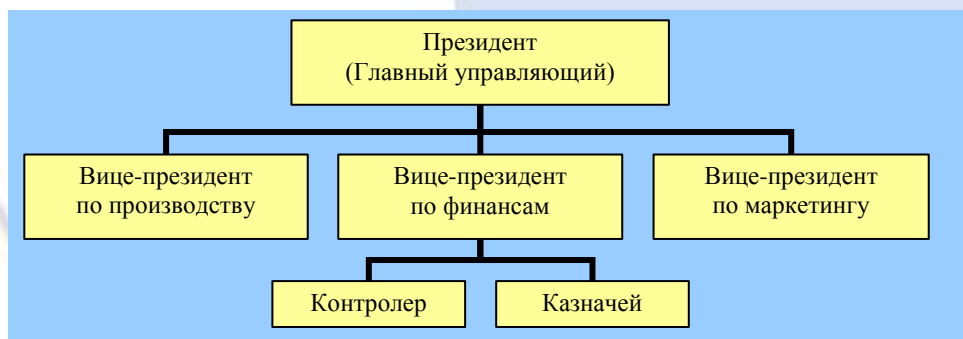 Президент
(Главный управляющий)
Вице-президент
по производству
Вице-президент
по финансам
Вице-президент
по маркетингу
Контролер
Казначей